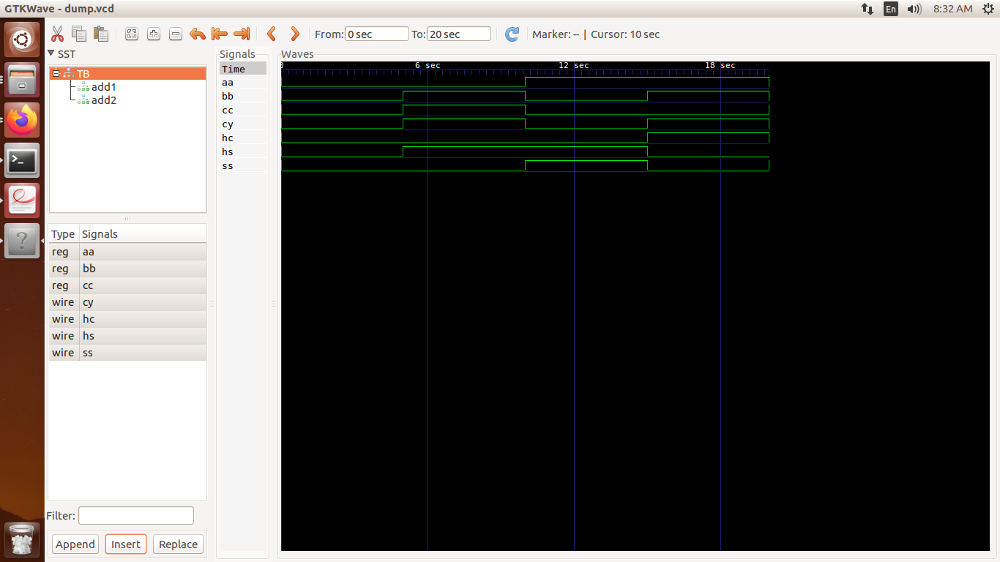 GTKWave - dump.vcd
En
8:32 AM
From: 0 sec To: 20 sec Marker: -- | Cursor: 10 sec
SST
TB
add1
add2
Type Signals
reg aa
reg bb
reg cc
wire cy
wire hc
wire hs
wire ss
Filter:
Append Insert Replace
Signals
Time
aa
bb
cc
cy
hc
hs
ss
Waves
0 6 sec 12 sec 18 sec